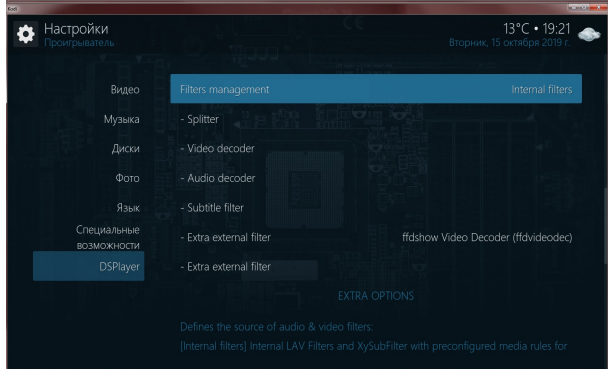 Kodi
Настройки
13°C • 19:21
Проигрыватель
Вторник, 15 октября 2019 г.
Видео
Filters management
Internal filters
Музыка
- Splitter
Диски
- Video decoder
Фото
- Audio decoder
Язык
- Subtitle filter
Специальные
возможности
- Extra external filter
ffdshow Video Decoder (ffdvideodec)
DSPlayer
- Extra external filter
EXTRA OPTIONS
Defines the source of audio & video filters:
[Internal filters] Internal LAV Filters and XySubFilter with preconfigured media rules for